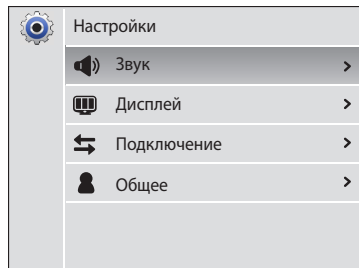 Настройки
Звук
Дисплей
Подключение
Общее